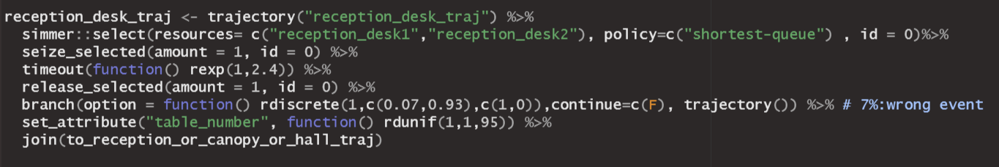 reception_desk_traj <- trajectory("reception_desk_traj") %>%
simmer::select(resources= c("reception_desk1","reception_desk2"), policy=c("shortest-queue") , id = 0)%>%
seize_selected(amount = 1, id = 0) %>%
timeout(function() rexp(1,2.4)) %>%
release_selected(amount = 1, id = 0) %>%
branch(option = function() rdiscrete(1,c(0.07,0.93),c(1,0)),continue=c(F), trajectory()) %>% # 7%:wrong event
set_attribute("table_number", function() rdunif(1,1,95)) %>%
join(to_reception_or_canopy_or_hall_traj)